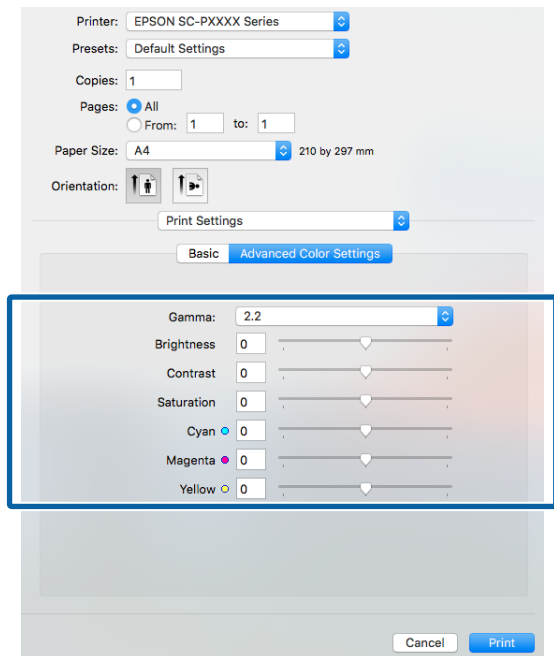 Printer: EPSON SC-PXXXX Series
Presets: Default Settings
Copies: 1
Pages: All
From: 1 to: 1
Paper Size: A4 210 by 297 mm
Orientation:
Print Settings
Basic Advanced Color Settings
Gamma: 2.2
Brightness 0
Contrast 0
Saturation 0
Cyan 0
Magenta 0
Yellow 0
Cancel Print